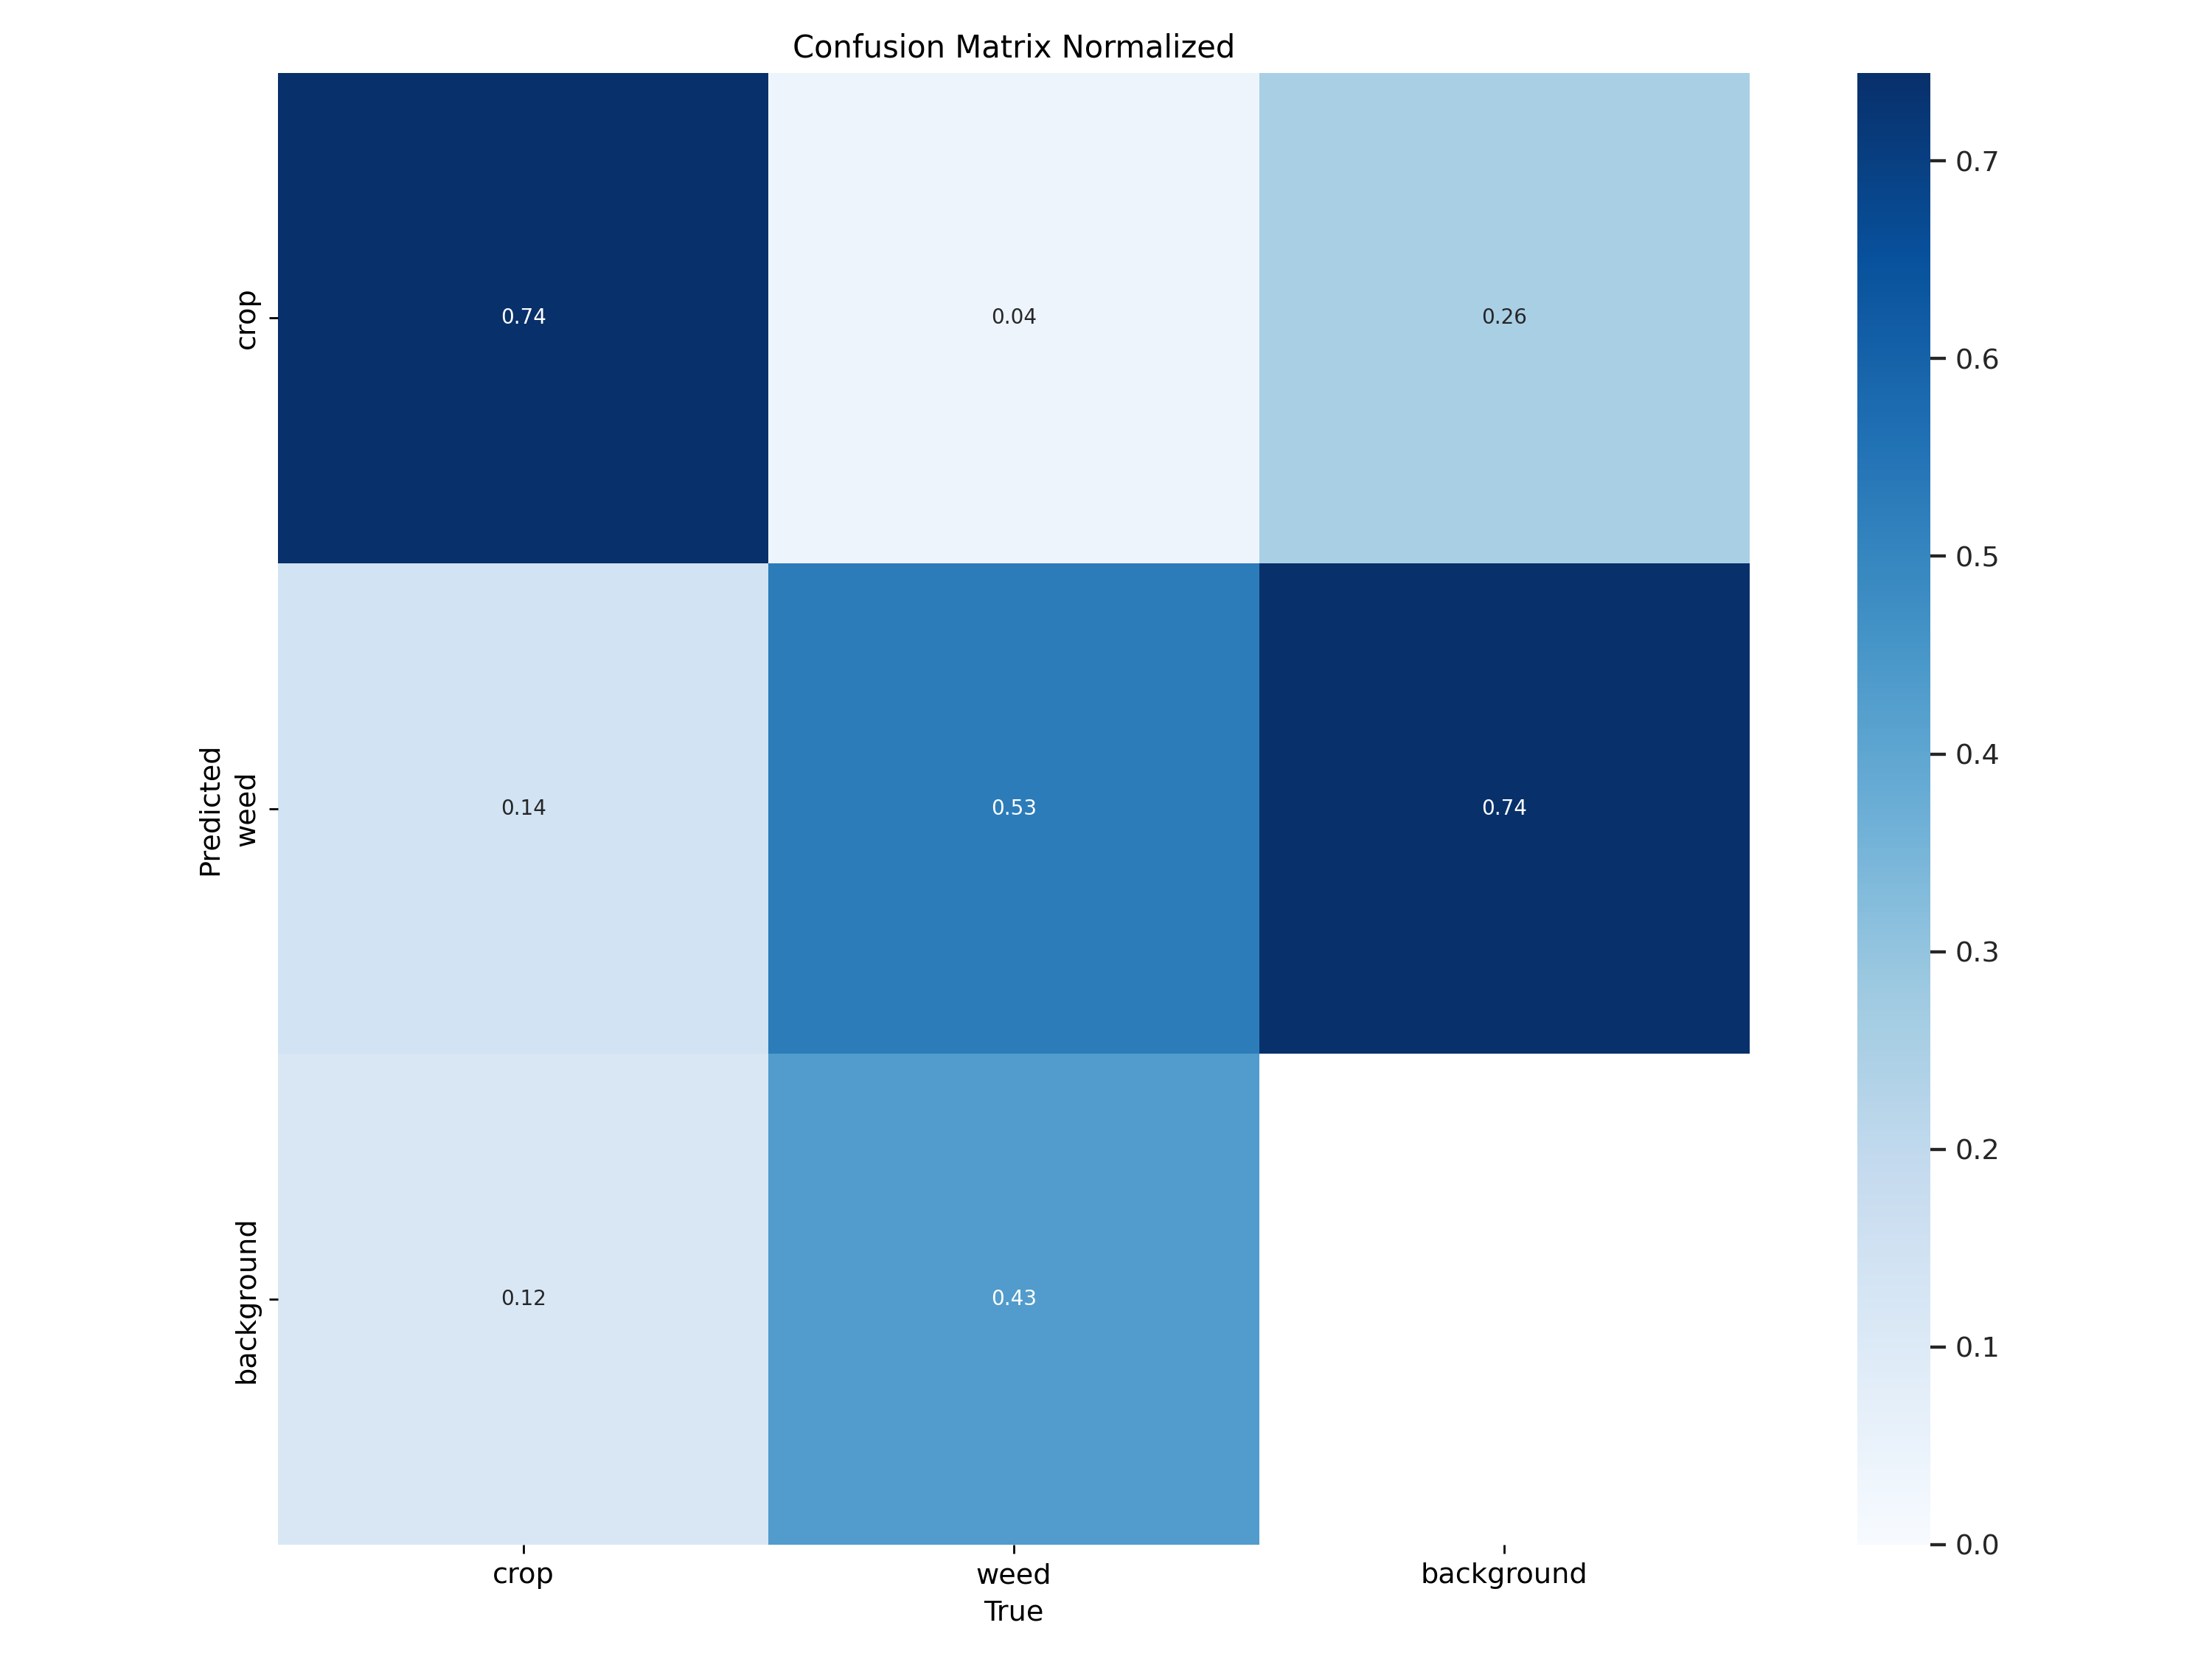 Confusion Matrix Normalized
crop
0.74
0.04
0.26
Predicted
weed
0.14
0.53
0.74
background
0.12
0.43
crop
weed
background
True
0.7
0.6
0.5
0.4
0.3
0.2
0.1
0.0